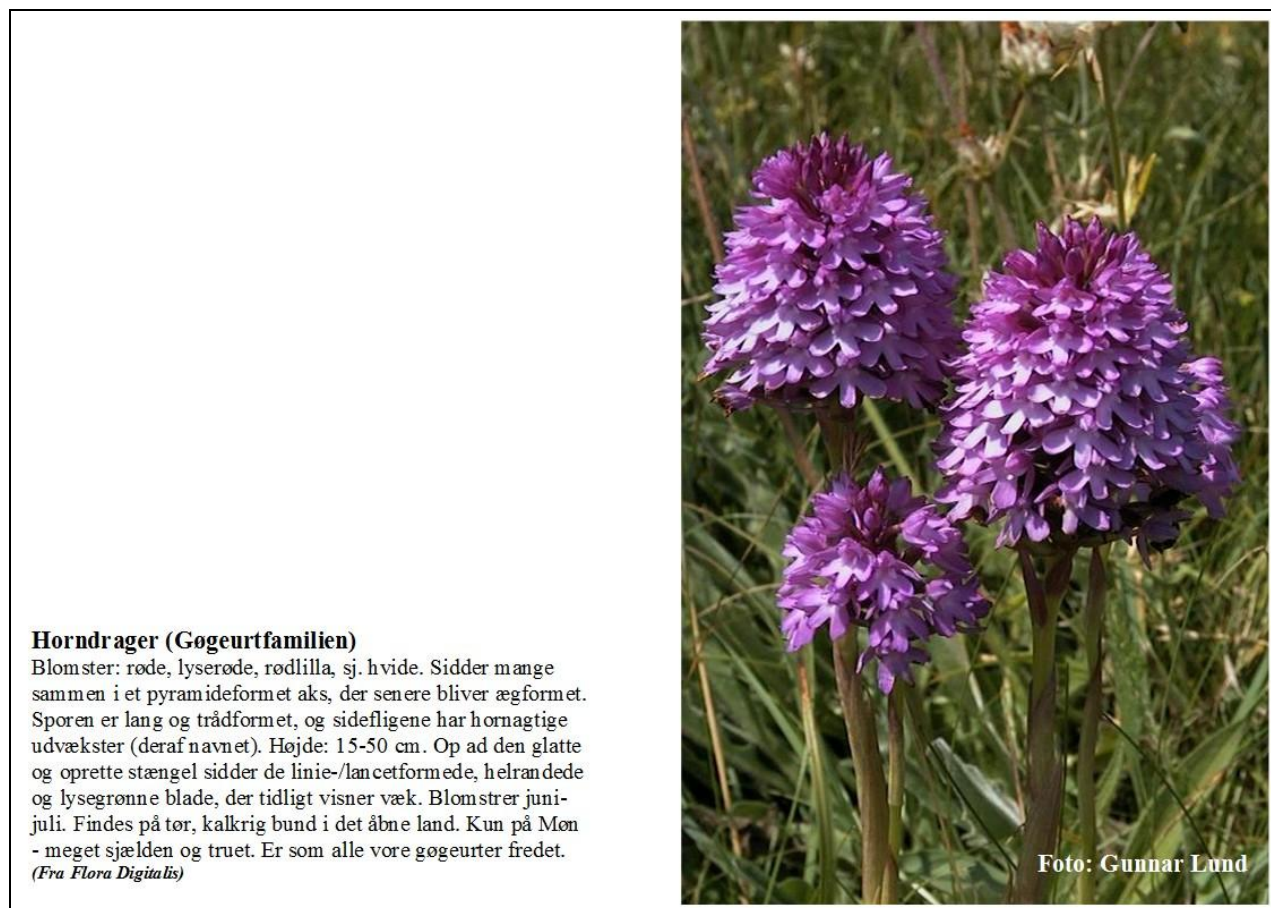 Horndrager (Gøgeurtfamilien)
Blomster: røde, lyserøde, rødlilla, sj. hvide. Sidder mange
sammen i et pyramideformet aks, der senere bliver ægformet.
Sporen er lang og trådformet, og sidefligene har hornagtige
udvækster (deraf navnet). Højde: 15-50 cm. Op ad den glatte
og oprette stængel sidder de linie-/lancetformede, helrandede
og lysegrønne blade, der tidligt visner væk. Blomstrer juni-
juli. Findes på tør, kalkrig bund i det åbne land. Kun på Møn
- meget sjælden og truet. Er som alle vore gøgeurter fredet.
(Fra Flora Digitalis)
Foto: Gunnar Lund